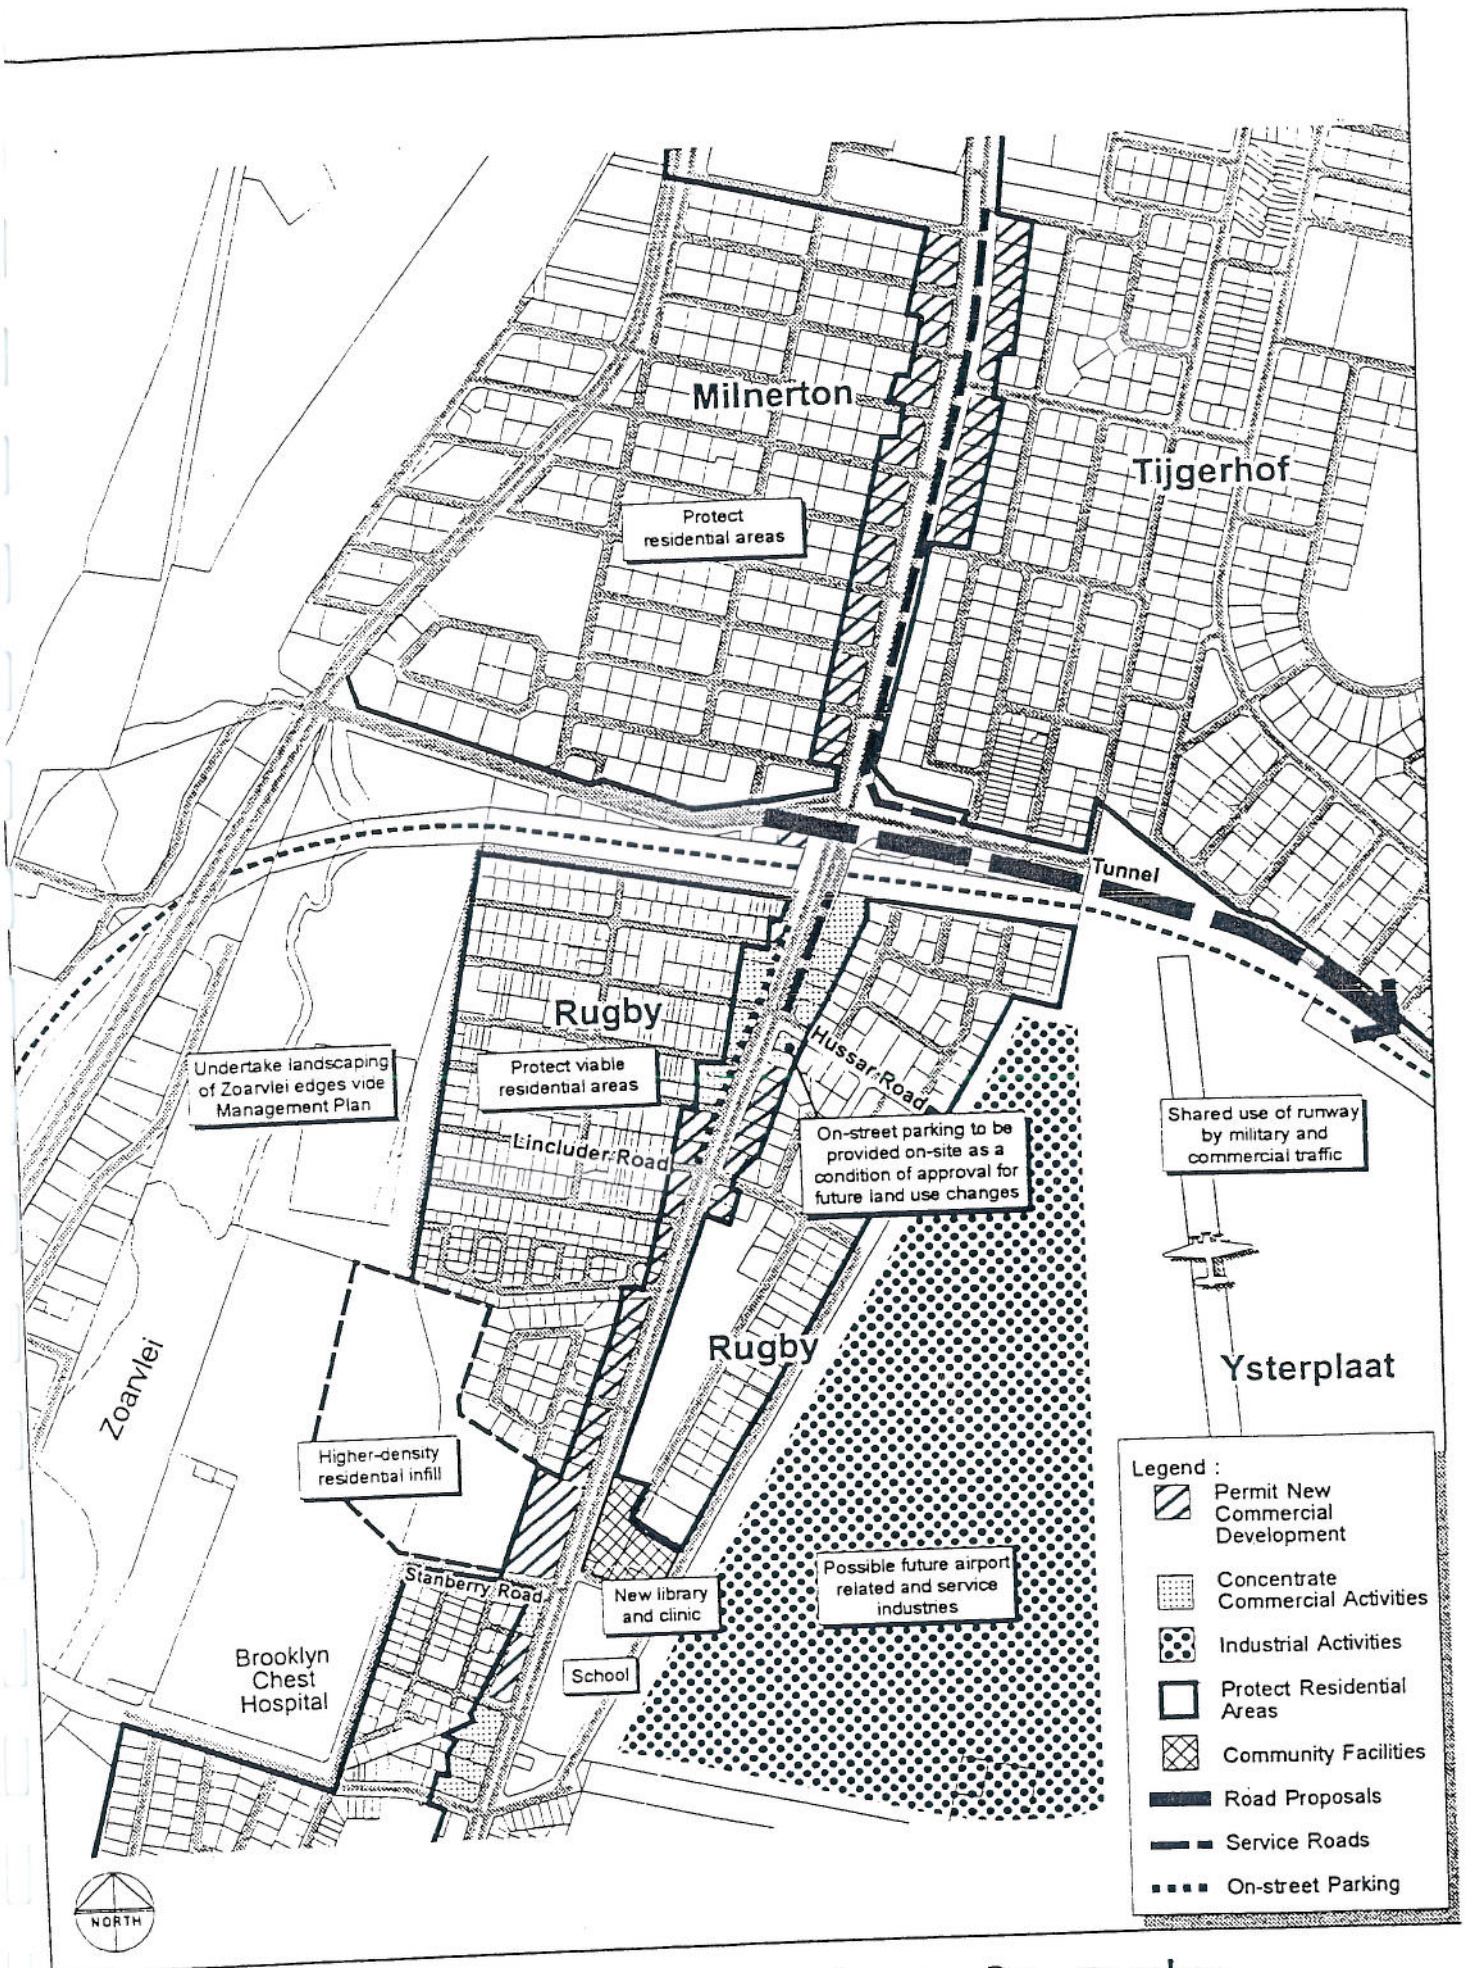 Milnerton
Tijgerhof
Protect
residential areas
Tunnel
Rugby
Undertake landscaping
of Zoarvlei edges vide
Management Plan
Protect viable
residential areas
Hussar Road
Lincluder Road
On-street parking to be
provided on-site as a
condition of approval for
future land use changes
Shared use of runway
by military and
commercial traffic
Rugby
Zoarvlei
Ysterplaat
Higher-density
residential infill
Stanberry Road
New library
and clinic
Possible future airport
related and service
industries
Brooklyn
Chest
Hospital
School
Legend :
Permit New
Commercial
Development
Concentrate
Commercial Activities
Industrial Activities
Protect Residential
Areas
Community Facilities
Road Proposals
Service Roads
On-street Parking
NORTH